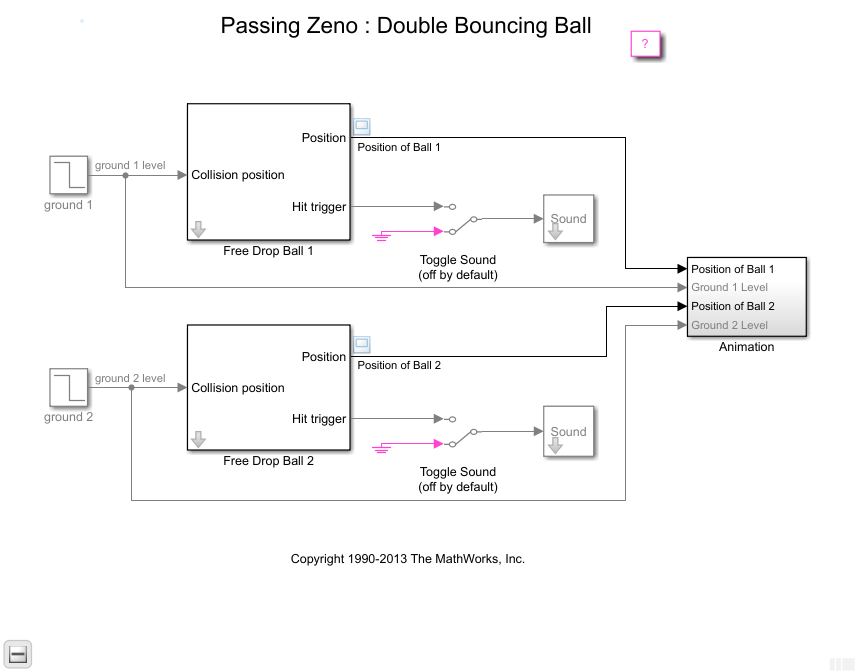 Passing Zeno : Double Bouncing Ball
?
Position
Position of Ball 1
ground 1 level
Collision position
ground 1
Hit trigger
Sound
Free Drop Ball 1
Toggle Sound
(off by default)
Position of Ball 1
Ground 1 Level
Position of Ball 2
Ground 2 Level
Animation
Position
Position of Ball 2
ground 2 level
Collision position
ground 2
Hit trigger
Sound
Free Drop Ball 2
Toggle Sound
(off by default)
Copyright 1990-2013 The MathWorks, Inc.